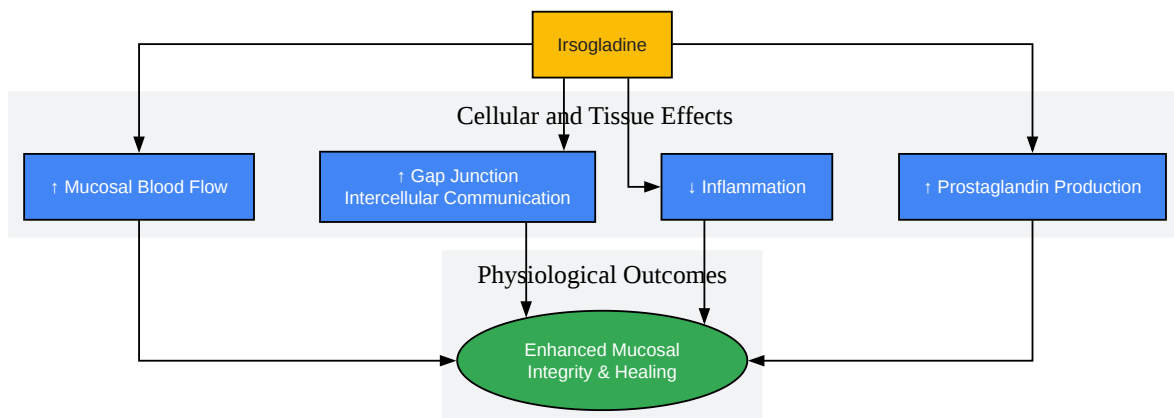 Irsogladine
Cellular and Tissue Effects
↑ Mucosal Blood Flow
↑ Gap Junction
Intercellular Communication
↓ Inflammation
↑ Prostaglandin Production
Physiological Outcomes
Enhanced Mucosal
Integrity & Healing